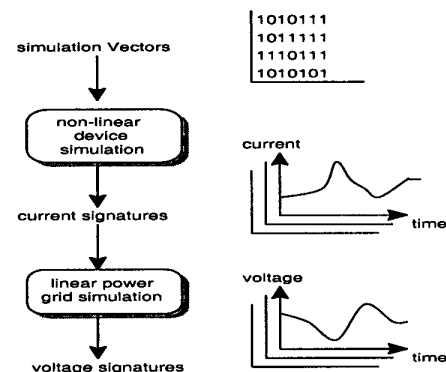 simulation Vectors
1010111
1011111
1110111
1010101
non-linear
device
simulation
current
time
current signatures
linear power
grid simulation
voltage
time
voltage signatures